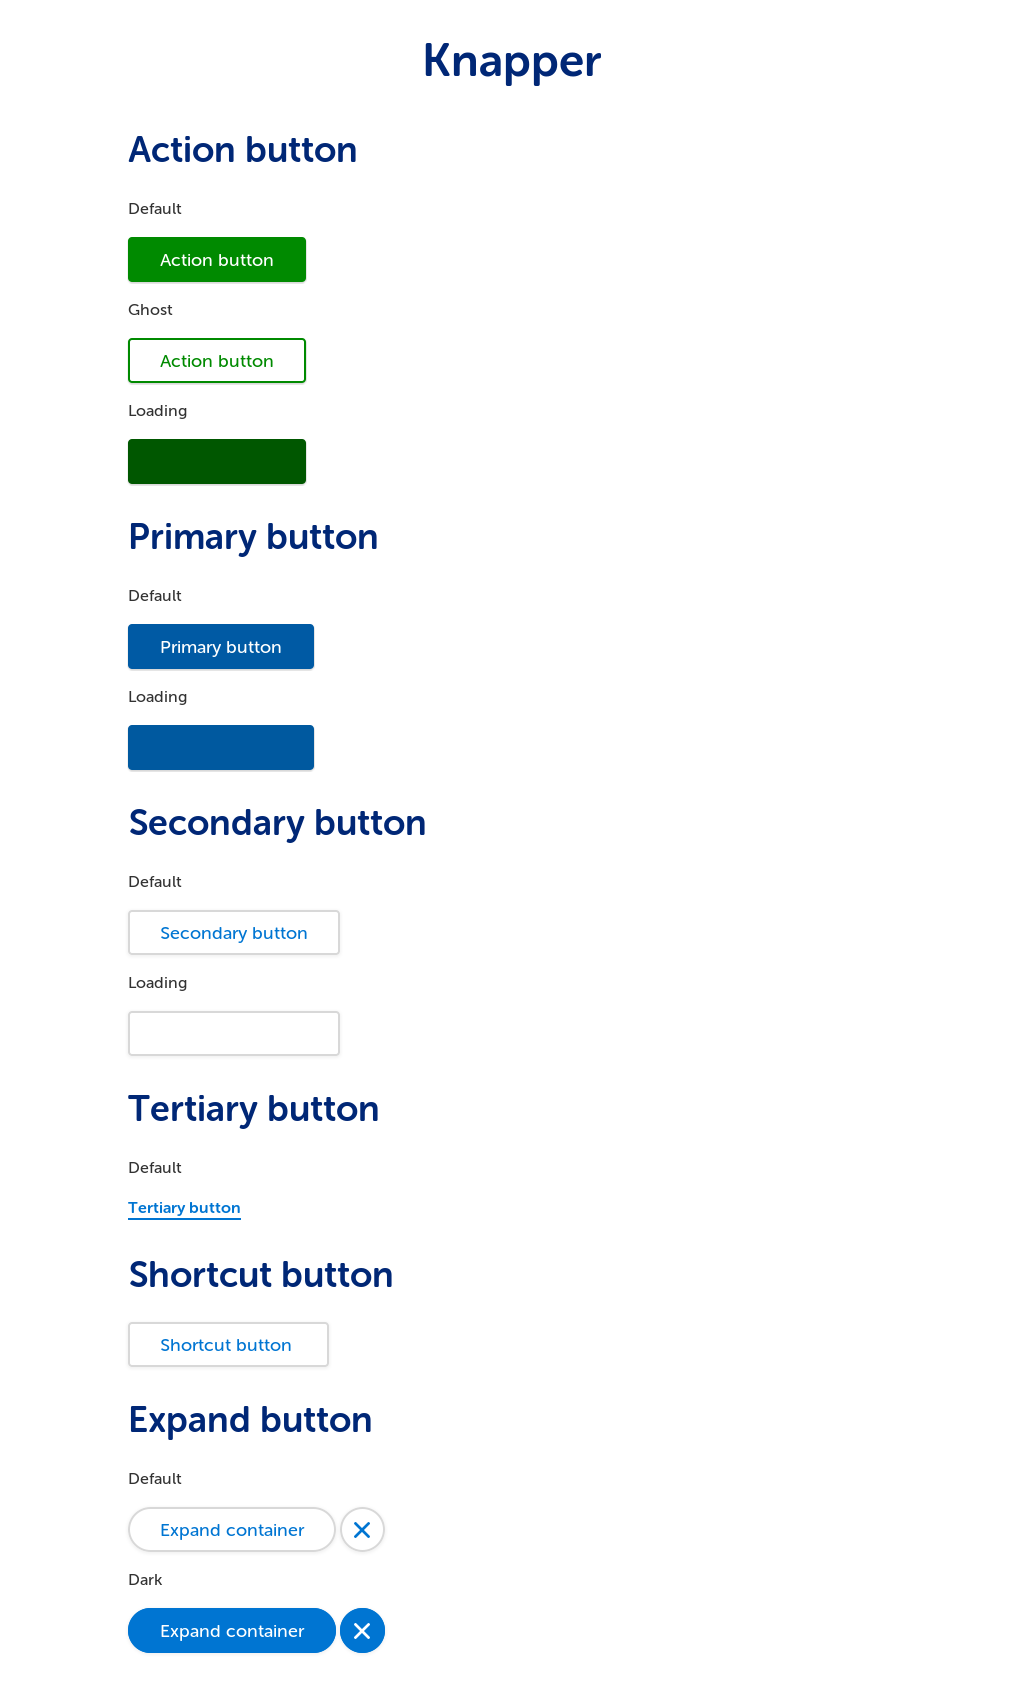 Knapper
Action button
Default
Action button
Ghost
Action button
Loading
Primary button
Default
Primary button
Loading
Secondary button
Default
Secondary button
Loading
Tertiary button
Default
Tertiary button
Shortcut button
Shortcut button
Expand button
Default
Expand container
Dark
Expand container